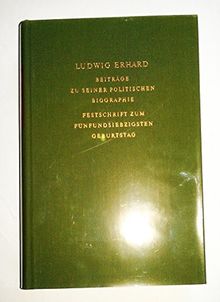 LUDWIG ERHARD
BEITRÄGE
ZU SEINER POLITISCHEN
BIOGRAPHIE
FESTSCHRIFT ZUM
FÜNFUNDSIEBZIGSTEN
GEBURTSTAG